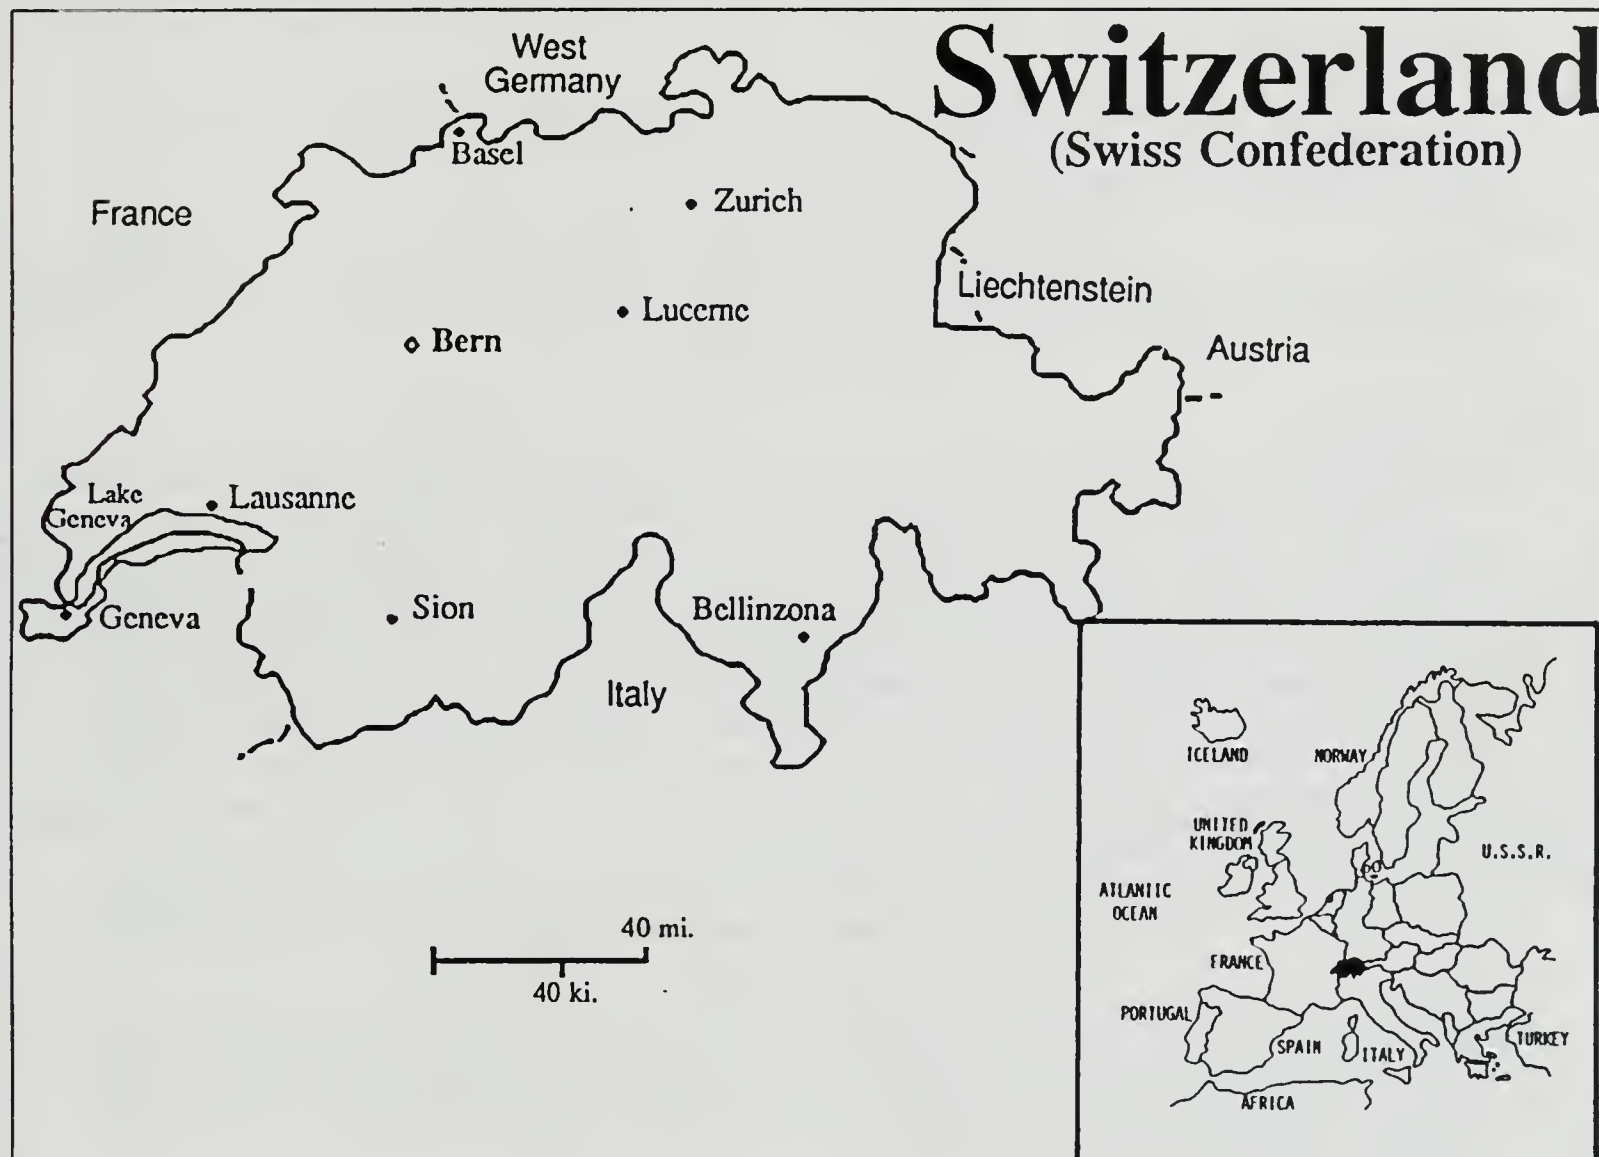 Switzerland
(Swiss Confederation)
West
Germany
Basel
France
Zurich
Liechtenstein
Lucerne
Bern
Austria
Lake
Geneva
Lausanne
Geneva
Sion
Bellinzona
Italy
40 mi.
40 ki.
ICELAND
NORWAY
UNITED
KINGDOM
U.S.S.R.
ATLANTIC
OCEAN
FRANCE
PORTUGAL
SPAIN
ITALY
TURKEY
AFRICA